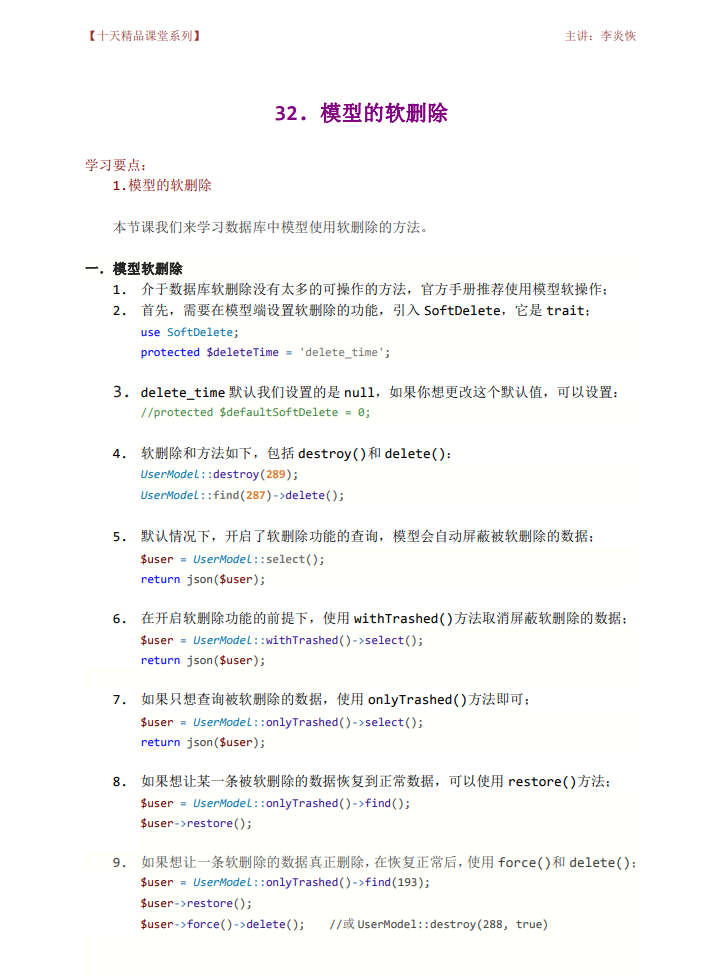 【十天精品课堂系列】 主讲：李炎恢
32．模型的软删除
学习要点：
1.模型的软删除
本节课我们来学习数据库中模型使用软删除的方法。
一．模型软删除
1. 介于数据库软删除没有太多的可操作的方法，官方手册推荐使用模型软操作；
2. 首先，需要在模型端设置软删除的功能，引入 SoftDelete，它是 trait；
use SoftDelete;
protected $deleteTime = 'delete_time';
3. delete_time 默认我们设置的是 null，如果你想更改这个默认值，可以设置：
//protected $defaultSoftDelete = 0;
4. 软删除和方法如下，包括 destroy()和 delete()：
UserModel::destroy(289);
UserModel::find(287)->delete();
5. 默认情况下，开启了软删除功能的查询，模型会自动屏蔽被软删除的数据；
$user = UserModel::select();
return json($user);
6. 在开启软删除功能的前提下，使用 withTrashed()方法取消屏蔽软删除的数据；
$user = UserModel::withTrashed()->select();
return json($user);
7. 如果只想查询被软删除的数据，使用 onlyTrashed()方法即可；
$user = UserModel::onlyTrashed()->select();
return json($user);
8. 如果想让某一条被软删除的数据恢复到正常数据，可以使用 restore()方法；
$user = UserModel::onlyTrashed()->find();
$user->restore();
9. 如果想让一条软删除的数据真正删除，在恢复正常后，使用 force()和 delete()；
$user = UserModel::onlyTrashed()->find(193);
$user->restore();
$user->force()->delete(); //或 UserModel::destroy(288, true)